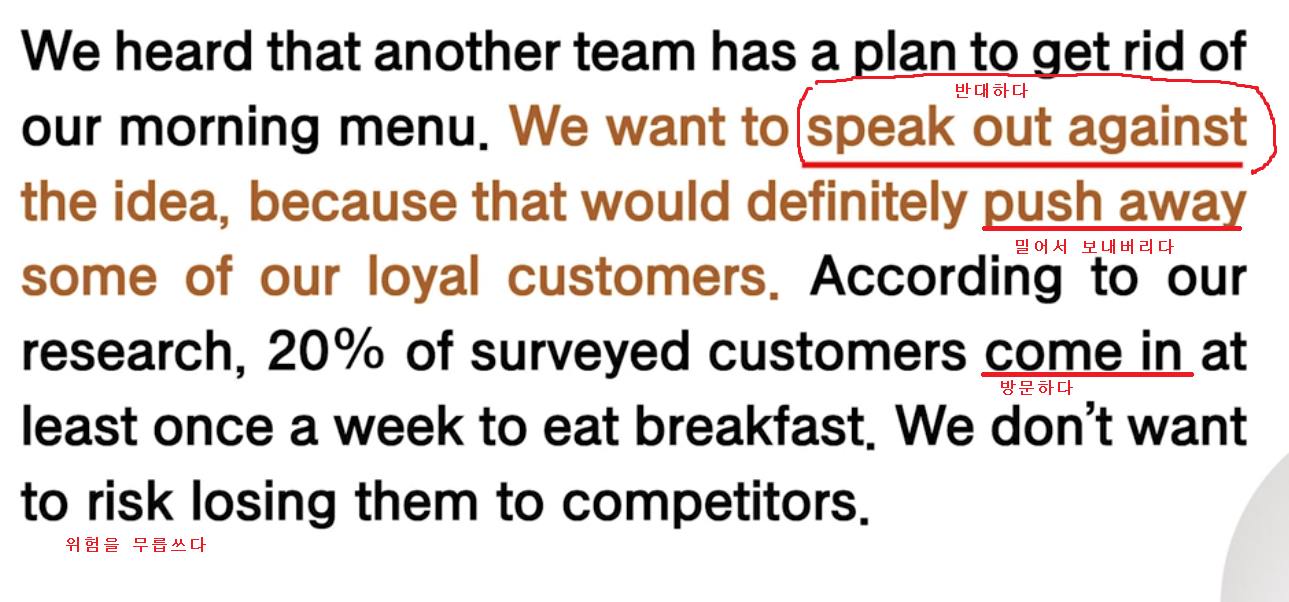 We heard that another team has a plan to get rid of
반대하다
our morning menu. We want to speak out against
the idea, because that would definitely push away
밀어서 보내버리다
some of our loyal customers. According to our
research, 20% of surveyed customers come in at
방문하다
least once a week to eat breakfast. We don't want
to risk losing them to competitors.
위험을 무릅쓰다